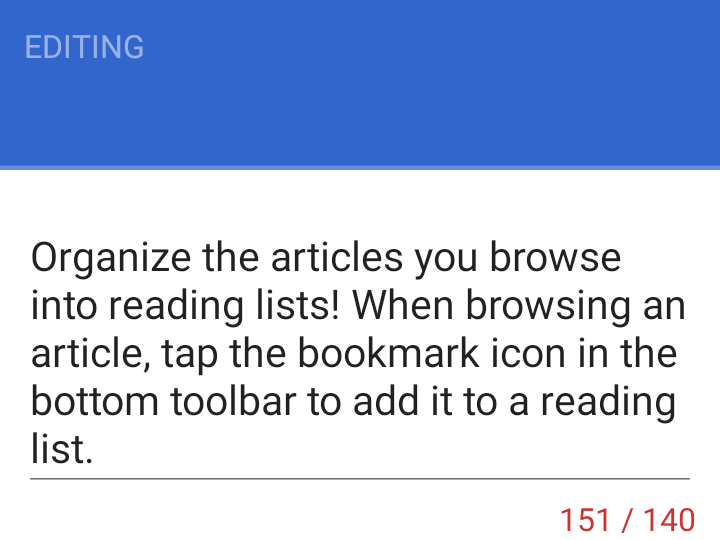 EDITING
Organize the articles you browse
into reading lists! When browsing an
article, tap the bookmark icon in the
bottom toolbar to add it to a reading
list.
151 / 140